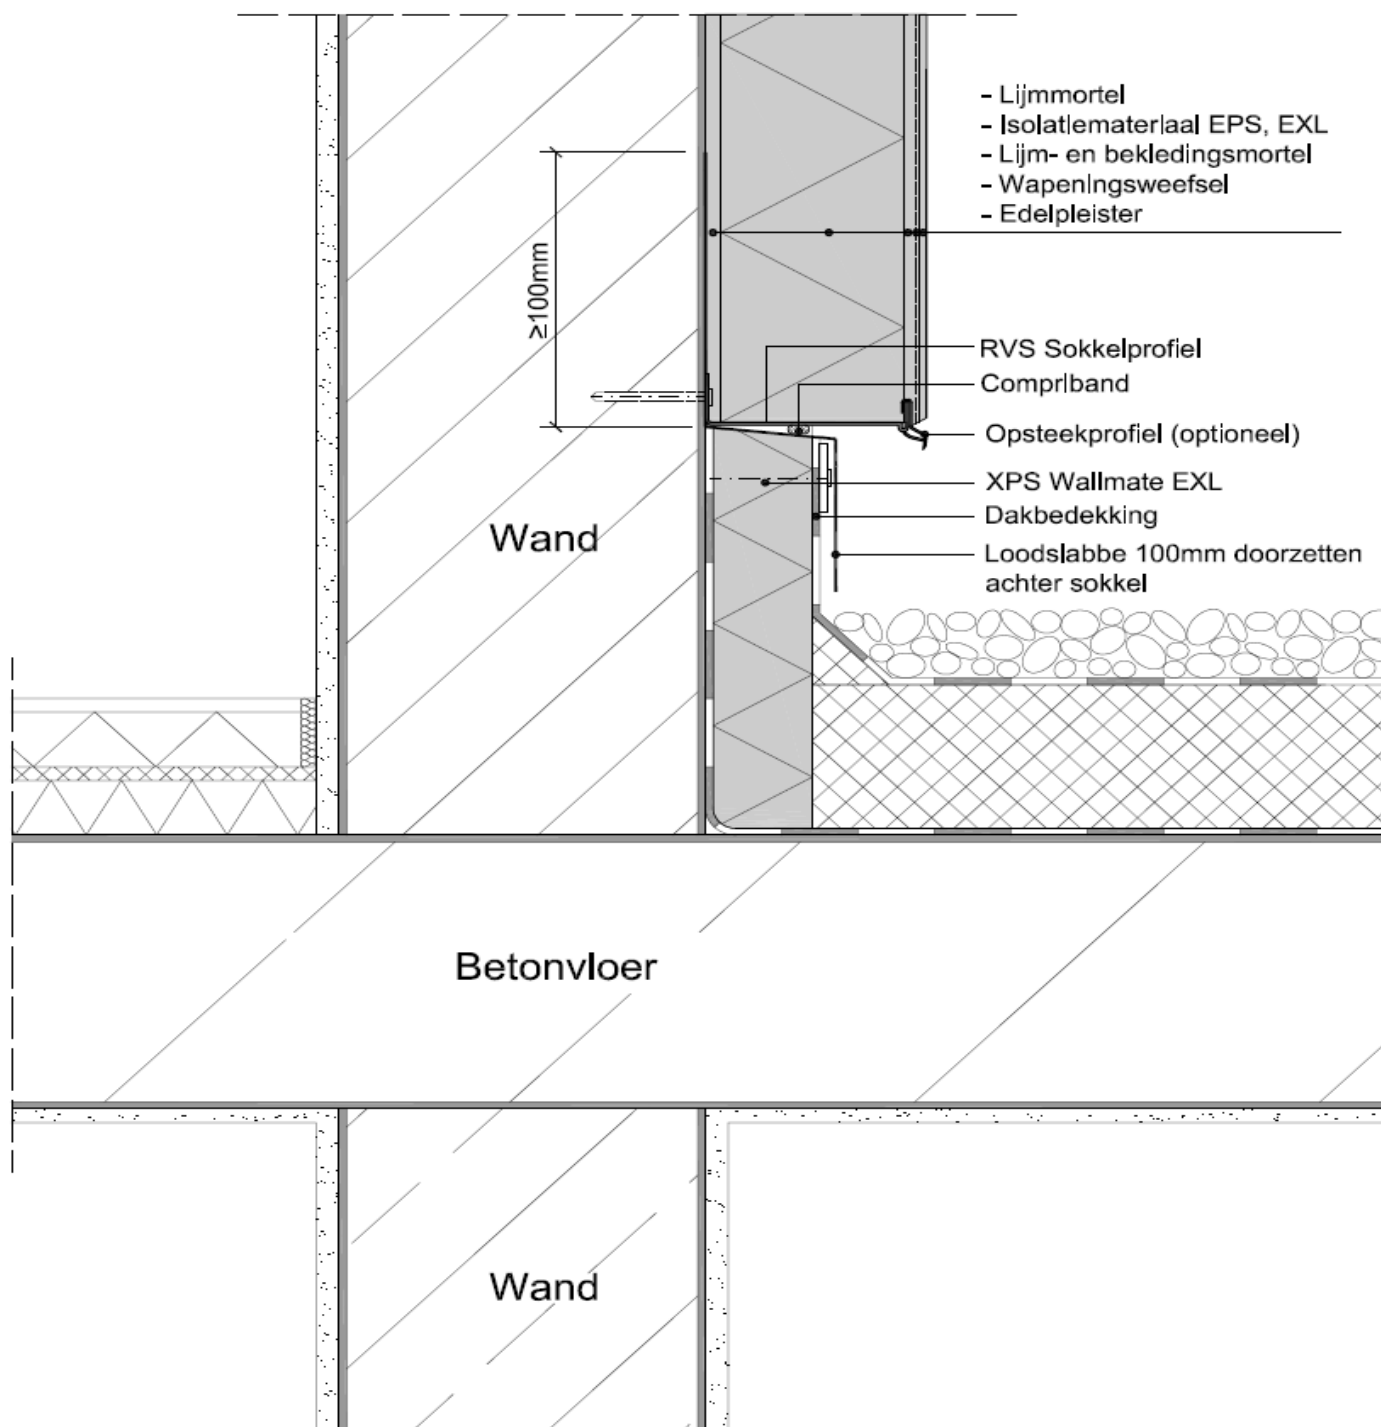 - Lijmmortel
- Isolatiemateriaal EPS, EXL
- Lijm- en bekledingsmortel
- Wapeningsweefsel
- Edelpleister
≥100mm
RVS Sokkelprofiel
Compriband
Opsteekprofiel (optioneel)
XPS Wallmate EXL
Wand
Dakbedekking
Loodslabbe 100mm doorzetten
achter sokkel
Betonvloer
Wand